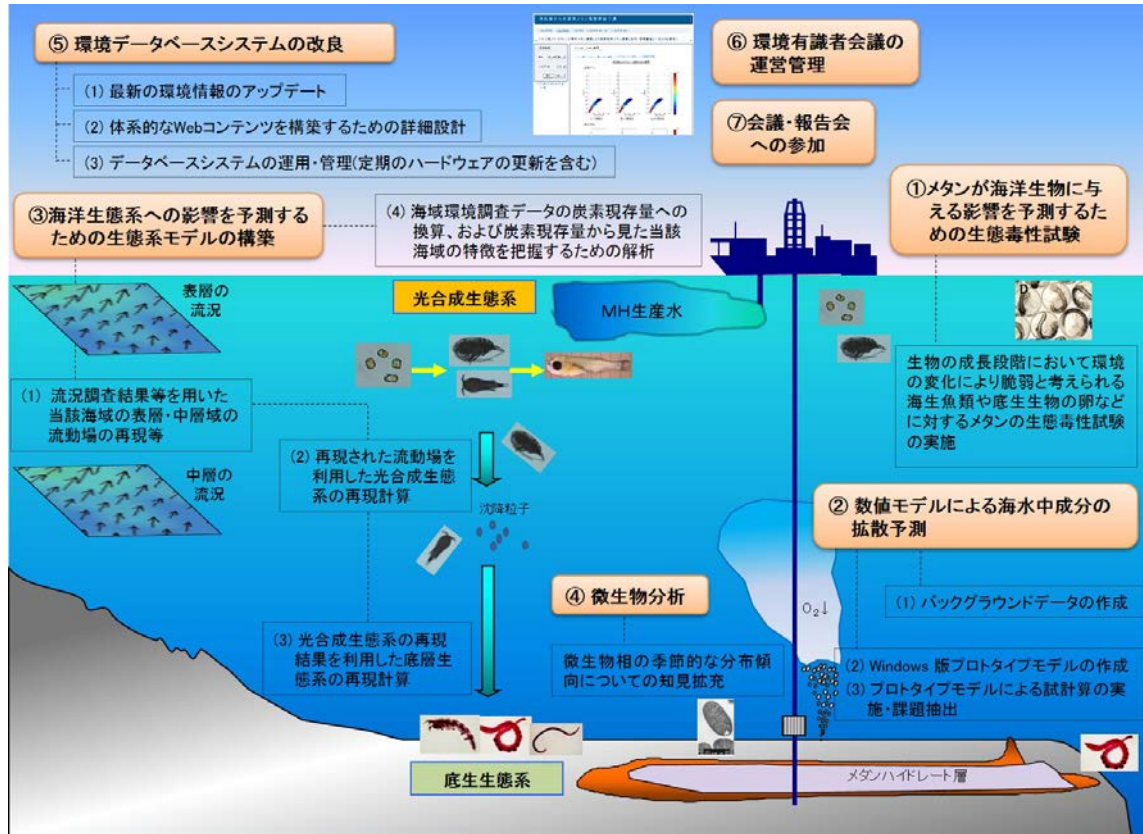 ⑤ 環境データベースシステムの改良
(1) 最新の環境情報のアップデート
(2) 体系的なWebコンテンツを構築するための詳細設計
(3) データベースシステムの運用・管理(定期のハードウェアの更新を含む)
⑥ 環境有識者会議の
運営管理
⑦会議・報告会
への参加
①メタンが海洋生物に与
える影響を予測するた
めの生態毒性試験
③海洋生態系への影響を予測する
ための生態系モデルの構築
(4) 海域環境調査データの炭素現存量への
換算、および炭素現存量から見た当該
海域の特徴を把握するための解析
表層の
流況
光合成生態系
MH生産水
D
生物の成長段階において環境
の変化により脆弱と考えられる
海生魚類や底生生物の卵など
に対するメタンの生態毒性試験
の実施
(1) 流況調査結果等を用いた
当該海域の表層・中層域の
流動場の再現等
(2) 再現された流動場を
利用した光合成生態
系の再現計算
中層の
流況
沈降粒子
② 数値モデルによる海水中成分の
拡散予測
④ 微生物分析
O₂↓
(1) バックグラウンドデータの作成
(3) 光合成生態系の再現
結果を利用した底層生
態系の再現計算
微生物相の季節的な分布傾
向についての知見拡充
(2) Windows 版プロトタイプモデルの作成
(3) プロトタイプモデルによる試計算の実
施・課題抽出
底生生態系
メタンハイドレート層